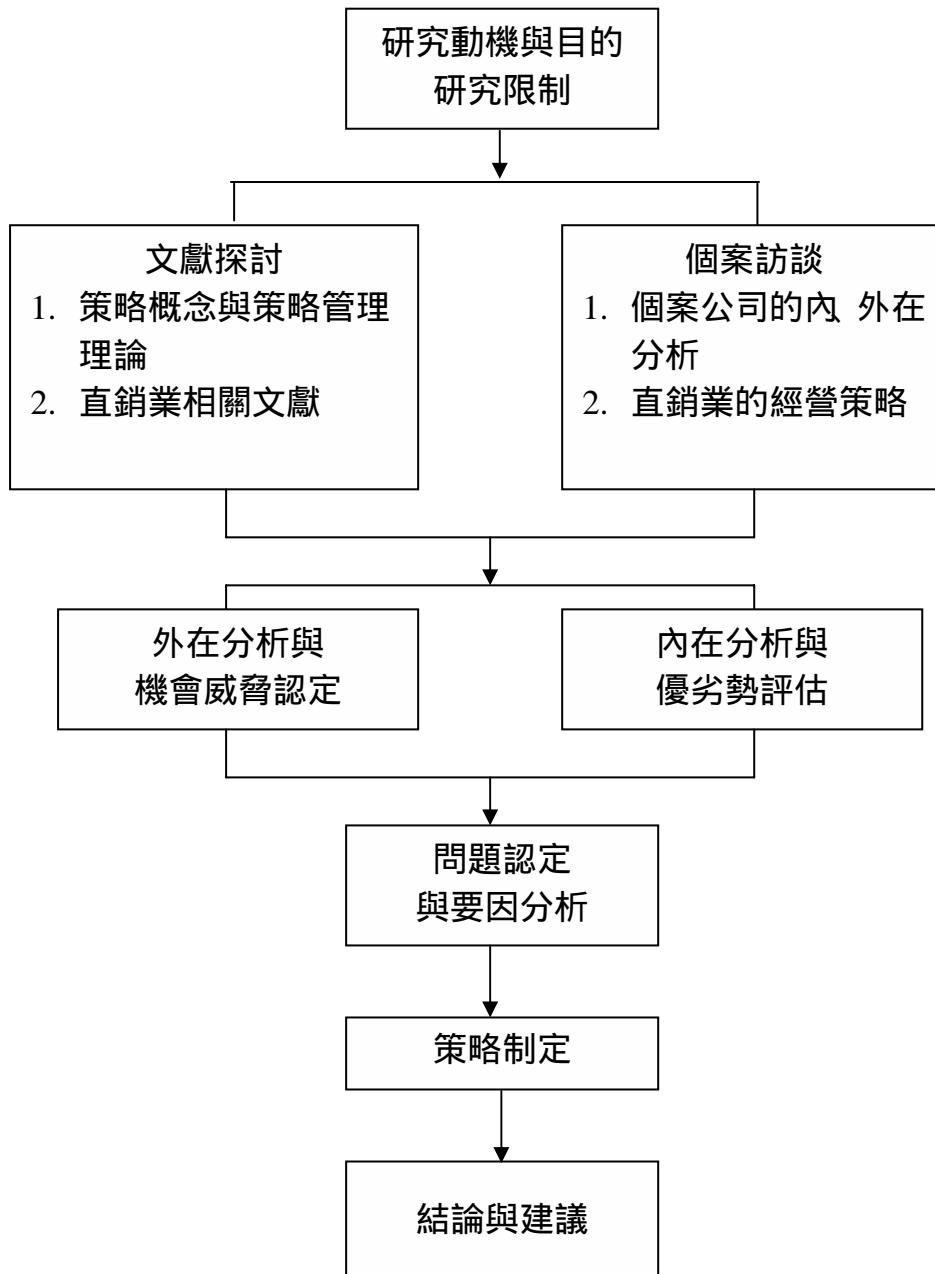 研究動機與目的
研究限制
文獻探討
1. 策略概念與策略管理
理論
2. 直銷業相關文獻
個案訪談
1. 個案公司的內、外在
分析
2. 直銷業的經營策略
外在分析與
機會威脅認定
內在分析與
優劣勢評估
問題認定
與要因分析
策略制定
結論與建議